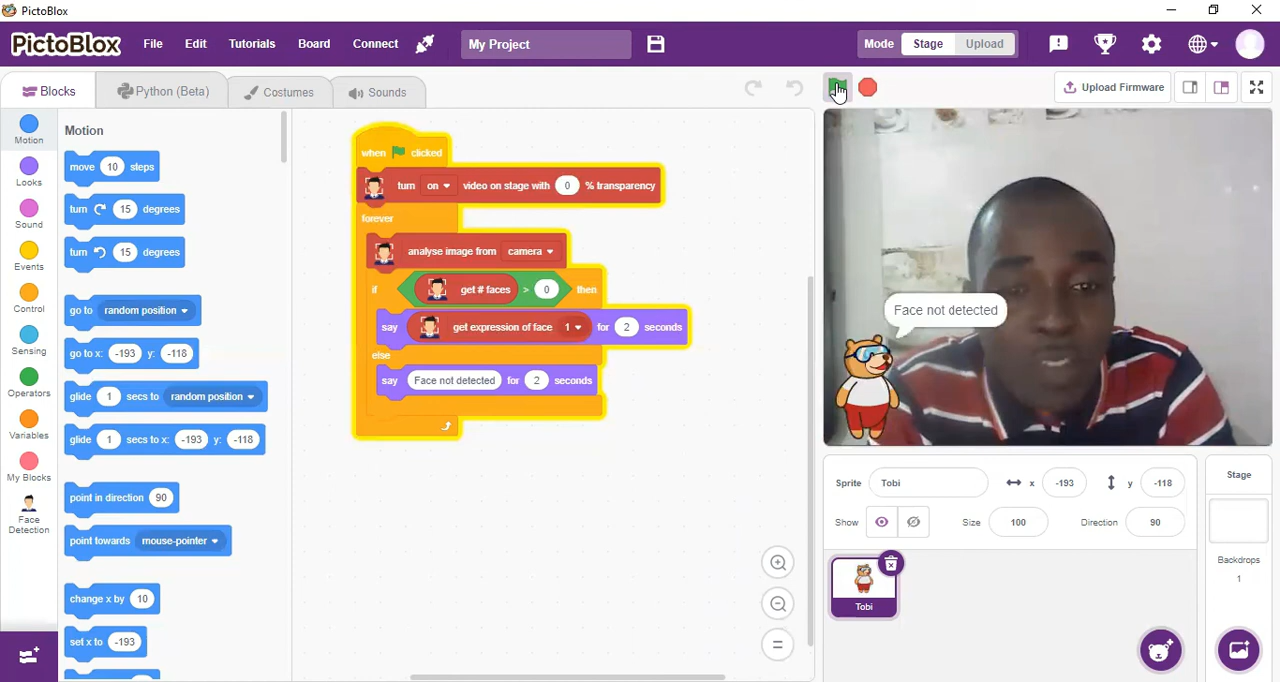 PictoBlox
PictoBlox File Edit Tutorials Board Connect My Project Mode Stage Upload
Blocks Python (Beta) Costumes Sounds Upload Firmware
Motion
Looks
Sound
Events
Control
Sensing
Operators
Variables
My Blocks
Face
Detection
Motion
move 10 steps
turn 15 degrees
turn 15 degrees
go to random position
go to x: -193 y: -118
glide 1 secs to random position
glide 1 secs to x: -193 y: -118
point in direction 90
point towards mouse-pointer
change x by 10
set x to -193
when clicked
turn on video on stage with 0 % transparency
forever
analyse image from camera
if get # faces > 0 then
say get expression of face 1 for 2 seconds
else
say Face not detected for 2 seconds
Face not detected
Sprite Tobi x -193 y -118
Show Size 100 Direction 90
Tobi
Stage
Backdrops
1